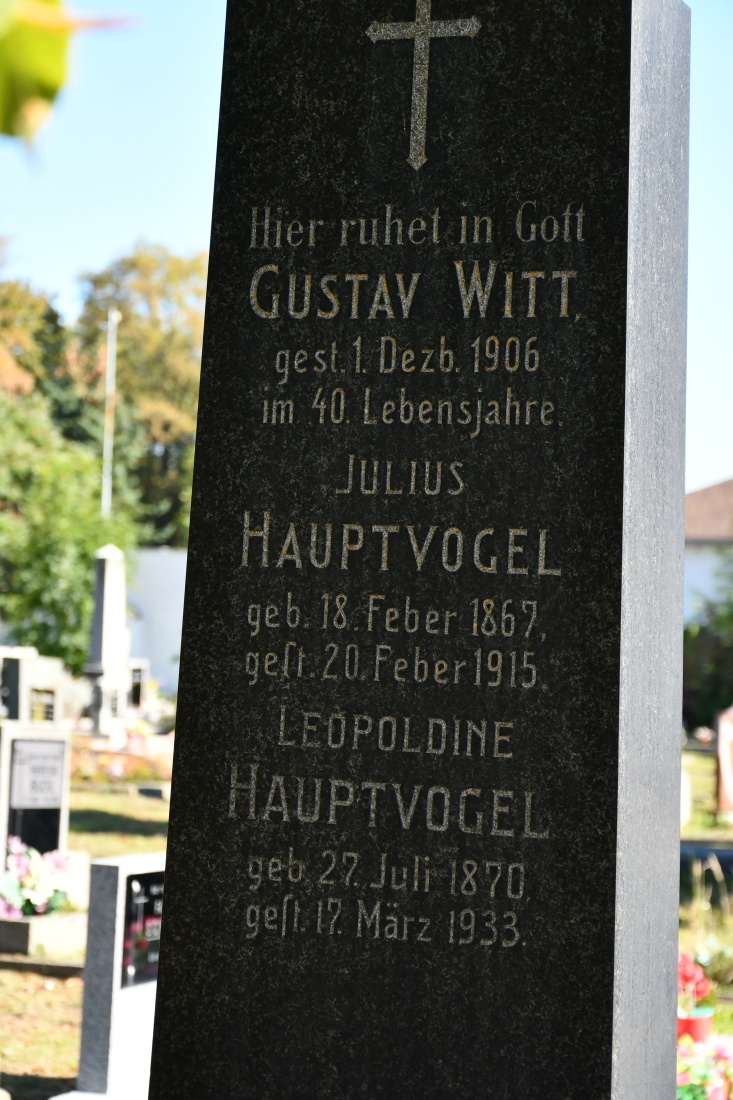 Hier ruhet in Gott
GUSTAV WITT,
gest. 1. Dezb. 1906
im 40. Lebensjahre.
JULIUS
HAUPTVOGEL
geb. 18. Feber 1867,
geſt. 20. Feber 1915.
LEOPOLDINE
HAUPTVOGEL
geb. 27. Juli 1870,
geſt. 17. März 1933.